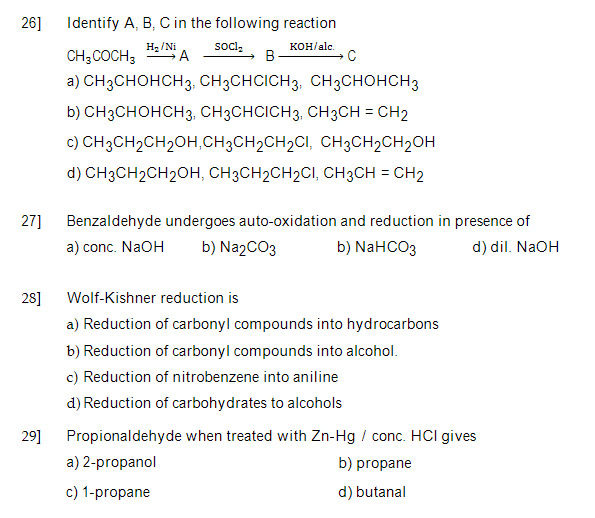 26] Identify A, B, C in the following reaction
CH₃COCH₃ H₂/Ni A SOCl₂ B KOH/alc. C
a) CH3CHOHCH3, CH3CHClCH3, CH3CHOHCH3
b) CH3CHOHCH3, CH3CHClCH3, CH3CH = CH2
c) CH3CH2CH2OH,CH3CH2CH2Cl, CH3CH2CH2OH
d) CH3CH2CH2OH, CH3CH2CH2Cl, CH3CH = CH2
27] Benzaldehyde undergoes auto-oxidation and reduction in presence of
a) conc. NaOH b) Na2CO3 b) NaHCO3 d) dil. NaOH
28] Wolf-Kishner reduction is
a) Reduction of carbonyl compounds into hydrocarbons
b) Reduction of carbonyl compounds into alcohol.
c) Reduction of nitrobenzene into aniline
d) Reduction of carbohydrates to alcohols
29] Propionaldehyde when treated with Zn-Hg / conc. HCl gives
a) 2-propanol b) propane
c) 1-propane d) butanal